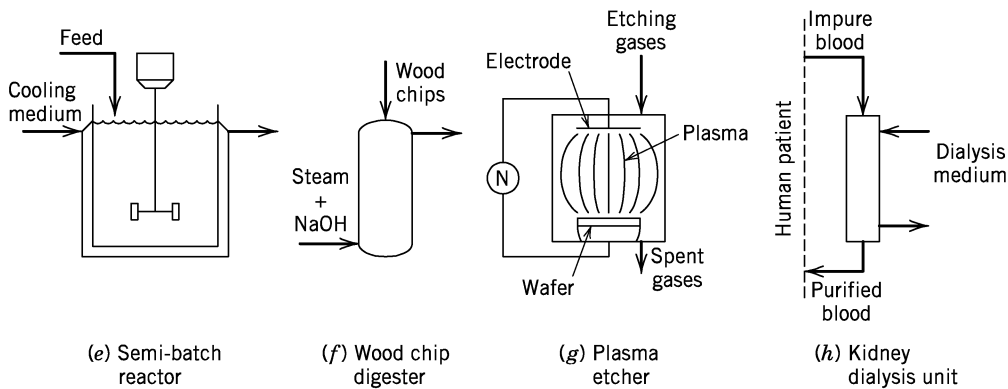 Feed
Cooling
medium
(e) Semi-batch
reactor
Wood
chips
Steam
+
NaOH
(f) Wood chip
digester
Etching
gases
Electrode
Plasma
N
Spent
gases
Wafer
(g) Plasma
etcher
Impure
blood
Human patient
Dialysis
medium
Purified
blood
(h) Kidney
dialysis unit